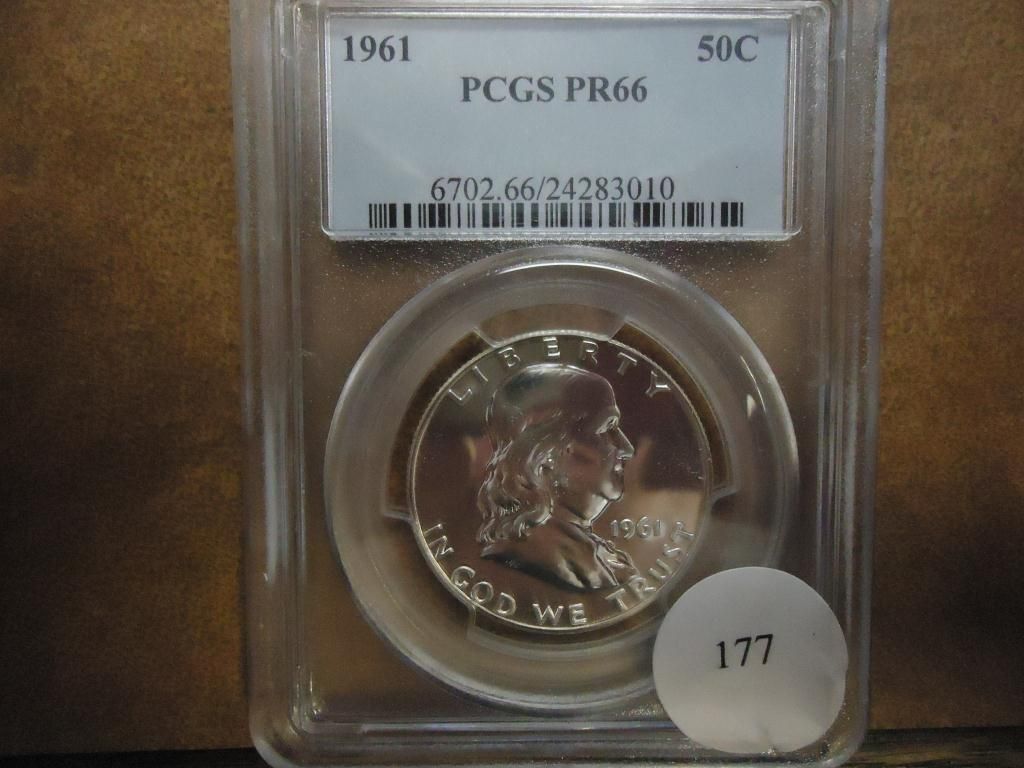 1961 50C
PCGS PR66
6702.66/24283010
LIBERTY
1961
IN GOD WE TRUST
177